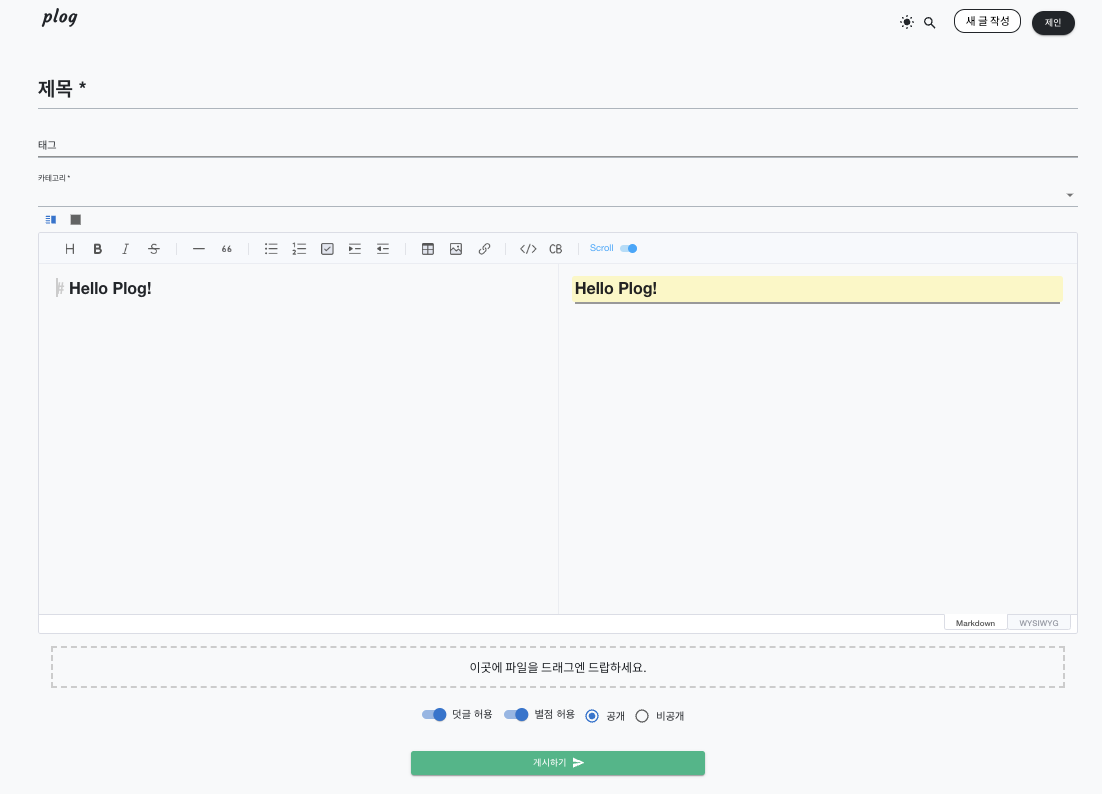 plog
새 글 작성
제인
제목 *
태그
카테고리 *
H B I S 66 CB Scroll
# Hello Plog!
Hello Plog!
Markdown WYSIWYG
이곳에 파일을 드래그엔 드랍하세요.
댓글 허용 별점 허용 공개 비공개
게시하기